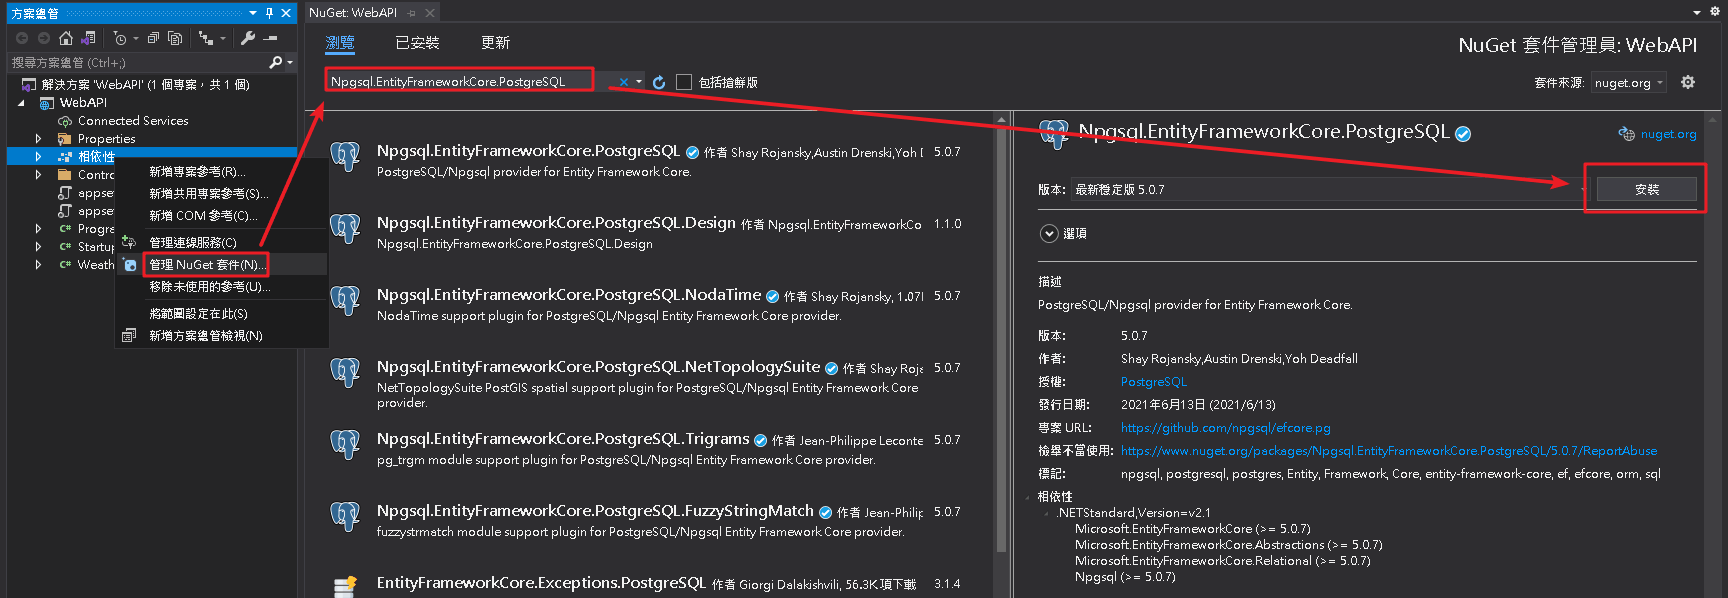 方案總管
NuGet: WebAPI
搜尋方案總管 (Ctrl+;)
解決方案 'WebAPI' (1 個專案，共 1 個)
WebAPI
Connected Services
Properties
相依性
Contro
appset
appset
Progra
Startup
Weath
新增專案參考(R)...
新增共用專案參考(S)...
新增 COM 參考(C)...
管理連線服務(C)
管理 NuGet 套件(N)...
移除未使用的參考(U)...
將範圍設定在此(S)
新增方案總管檢視(N)
瀏覽 已安裝 更新
NuGet 套件管理員: WebAPI
Npgsql.EntityFrameworkCore.PostgreSQL
包括搶鮮版
套件來源: nuget.org
Npgsql.EntityFrameworkCore.PostgreSQL 作者 Shay Rojansky,Austin Drenski,Yoh D 5.0.7
PostgreSQL/Npgsql provider for Entity Framework Core.
Npgsql.EntityFrameworkCore.PostgreSQL.Design 作者 Npgsql.EntityFrameworkCo 1.1.0
Npgsql.EntityFrameworkCore.PostgreSQL.Design
Npgsql.EntityFrameworkCore.PostgreSQL.NodaTime 作者 Shay Rojansky, 1.07M 5.0.7
NodaTime support plugin for PostgreSQL/Npgsql Entity Framework Core provider.
Npgsql.EntityFrameworkCore.PostgreSQL.NetTopologySuite 作者 Shay Roja 5.0.7
NetTopologySuite PostGIS spatial support plugin for PostgreSQL/Npgsql Entity Framework Core
provider.
Npgsql.EntityFrameworkCore.PostgreSQL.Trigrams 作者 Jean-Philippe Leconte 5.0.7
pg_trgm module support plugin for PostgreSQL/Npgsql Entity Framework Core provider.
Npgsql.EntityFrameworkCore.PostgreSQL.FuzzyStringMatch 作者 Jean-Philip 5.0.7
fuzzystrmatch module support plugin for PostgreSQL/Npgsql Entity Framework Core provider.
EntityFrameworkCore.Exceptions.PostgreSQL 作者 Giorgi Dalakishvili, 56.3K 項下載 3.1.4
Npgsql.EntityFrameworkCore.PostgreSQL
nuget.org
版本: 最新穩定版 5.0.7
安裝
選項
描述
PostgreSQL/Npgsql provider for Entity Framework Core.
版本: 5.0.7
作者: Shay Rojansky,Austin Drenski,Yoh Deadfall
授權: PostgreSQL
發行日期: 2021年6月13日 (2021/6/13)
專案 URL: https://github.com/npgsql/efcore.pg
檢舉不當使用: https://www.nuget.org/packages/Npgsql.EntityFrameworkCore.PostgreSQL/5.0.7/ReportAbuse
標記: npgsql, postgresql, postgres, Entity, Framework, Core, entity-framework-core, ef, efcore, orm, sql
相依性
.NETStandard,Version=v2.1
Microsoft.EntityFrameworkCore (>= 5.0.7)
Microsoft.EntityFrameworkCore.Abstractions (>= 5.0.7)
Microsoft.EntityFrameworkCore.Relational (>= 5.0.7)
Npgsql (>= 5.0.7)